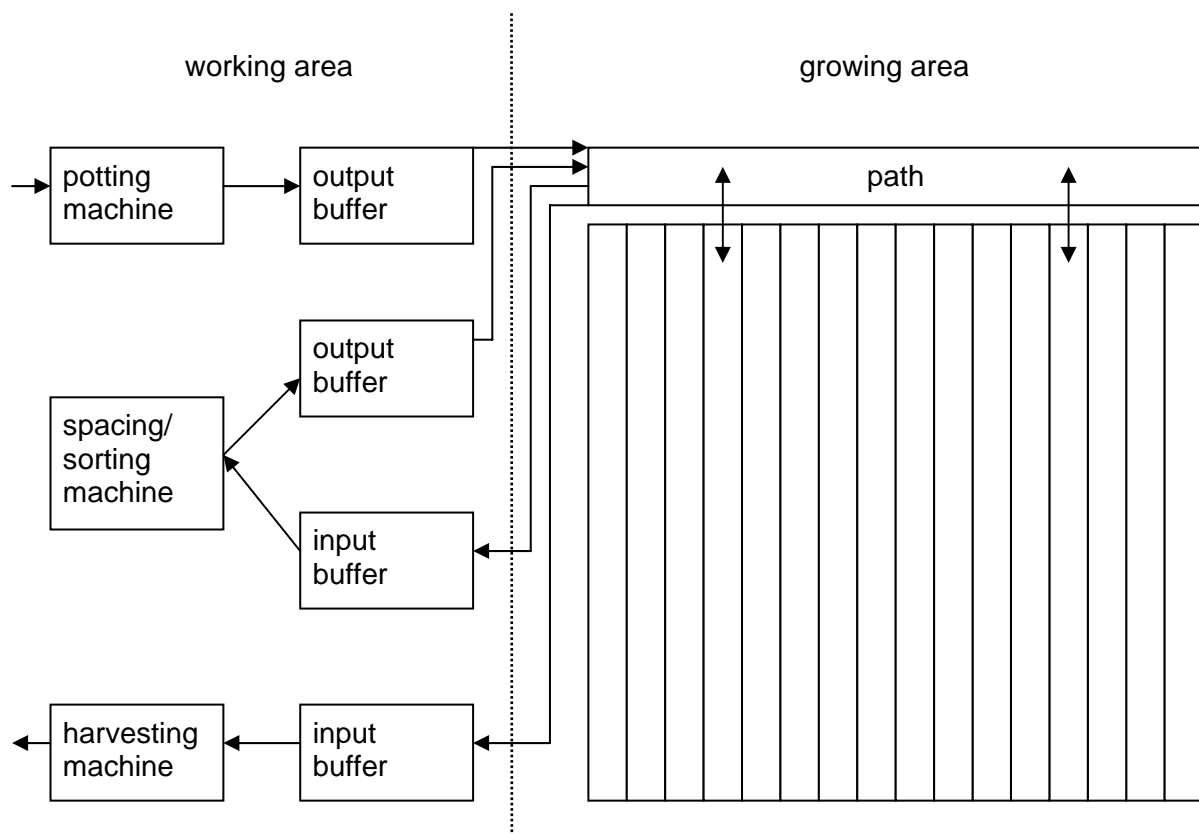 working area
growing area
potting
machine
output
buffer
path
output
buffer
spacing/
sorting
machine
input
buffer
harvesting
machine
input
buffer